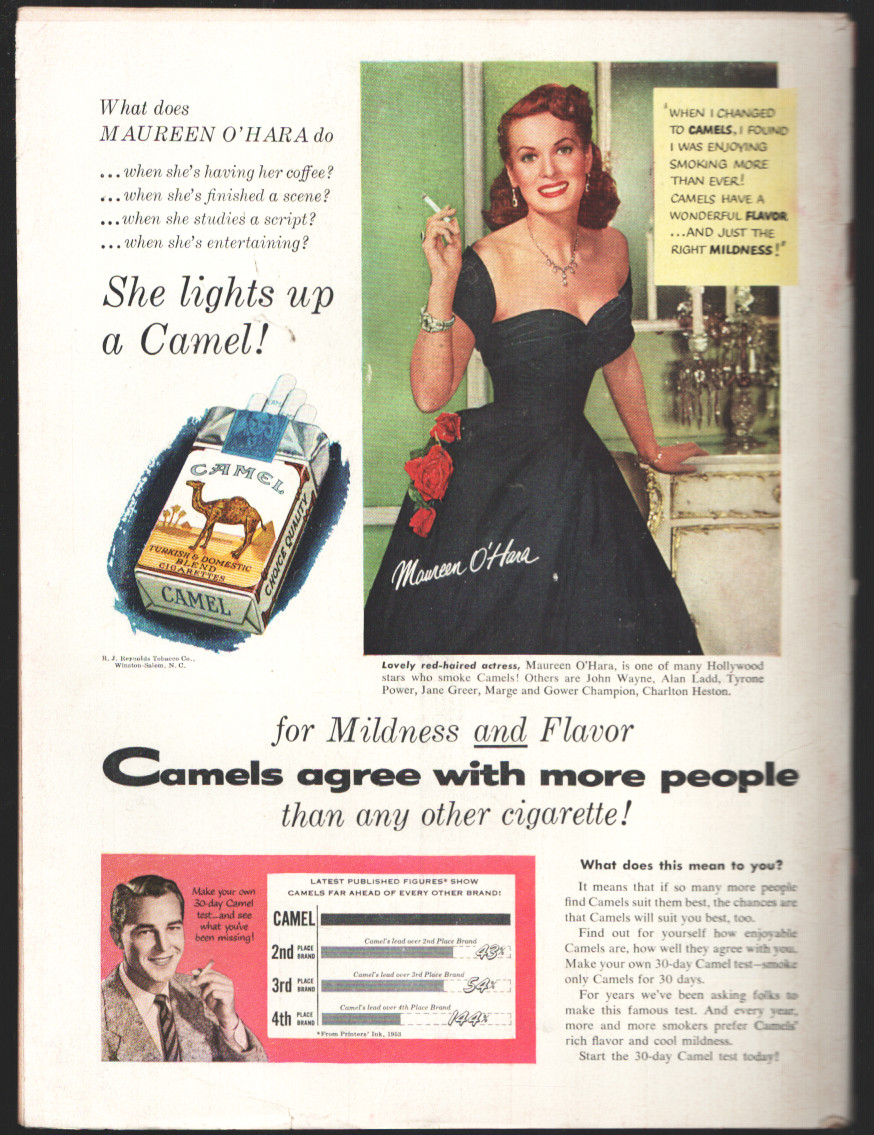 What does
MAUREEN O'HARA do
...when she's having her coffee?
...when she's finished a scene?
...when she studies a script?
...when she's entertaining?
She lights up
a Camel!
"WHEN I CHANGED
TO CAMELS, I FOUND
I WAS ENJOYING
SMOKING MORE
THAN EVER!
CAMELS HAVE A
WONDERFUL FLAVOR
...AND JUST THE
RIGHT MILDNESS!"
CAMEL
TURKISH & DOMESTIC
BLEND
CIGARETTES
CHOICE QUALITY
CAMEL
Maureen O'Hara
R. J. Reynolds Tobacco Co.,
Winston-Salem, N. C.
Lovely red-haired actress, Maureen O'Hara, is one of many Hollywood
stars who smoke Camels! Others are John Wayne, Alan Ladd, Tyrone
Power, Jane Greer, Marge and Gower Champion, Charlton Heston.
for Mildness and Flavor
Camels agree with more people
than any other cigarette!
Make your own
30-day Camel
test...and see
what you've
been missing!
LATEST PUBLISHED FIGURES* SHOW
CAMELS FAR AHEAD OF EVERY OTHER BRAND!
CAMEL
2nd PLACE BRAND Camel's lead over 2nd Place Brand 43%
3rd PLACE BRAND Camel's lead over 3rd Place Brand 54%
4th PLACE BRAND Camel's lead over 4th Place Brand 144%
*From Printers' Ink, 1953
What does this mean to you?
It means that if so many more people
find Camels suit them best, the chances are
that Camels will suit you best, too.
Find out for yourself how enjoyable
Camels are, how well they agree with you.
Make your own 30-day Camel test—smoke
only Camels for 30 days.
For years we've been asking folks to
make this famous test. And every year,
more and more smokers prefer Camels'
rich flavor and cool mildness.
Start the 30-day Camel test today!